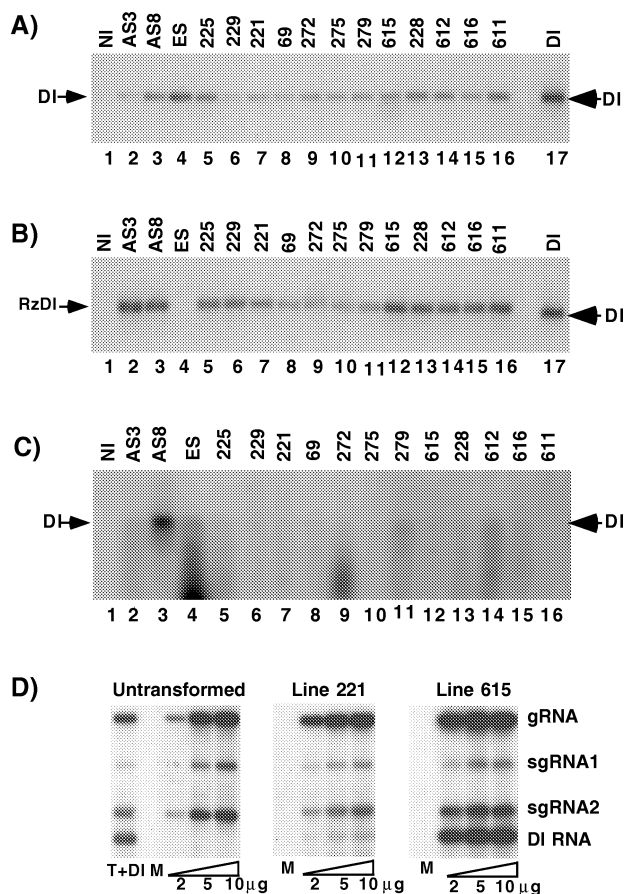 A)
NI AS3 AS8 ES 225 229 221 69 272 275 279 615 228 612 616 611 DI
DI DI
1 2 3 4 5 6 7 8 9 10 11 12 13 14 15 16 17
B)
NI AS3 AS8 ES 225 229 221 69 272 275 279 615 228 612 616 611 DI
RzDI DI
1 2 3 4 5 6 7 8 9 10 11 12 13 14 15 16 17
C)
NI AS3 AS8 ES 225 229 221 69 272 275 279 615 228 612 616 611
DI DI
1 2 3 4 5 6 7 8 9 10 11 12 13 14 15 16
D)
Untransformed Line 221 Line 615
gRNA
sgRNA1
sgRNA2
DI RNA
T+DI M M M
2 5 10 μg 2 5 10 μg 2 5 10 μg